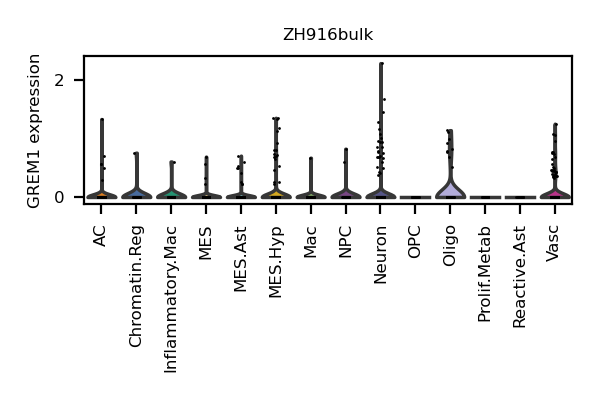 ZH916bulk
GREM1 expression
2
0
AC
Chromatin.Reg
Inflammatory.Mac
MES
MES.Ast
MES.Hyp
Mac
NPC
Neuron
OPC
Oligo
Prolif.Metab
Reactive.Ast
Vasc